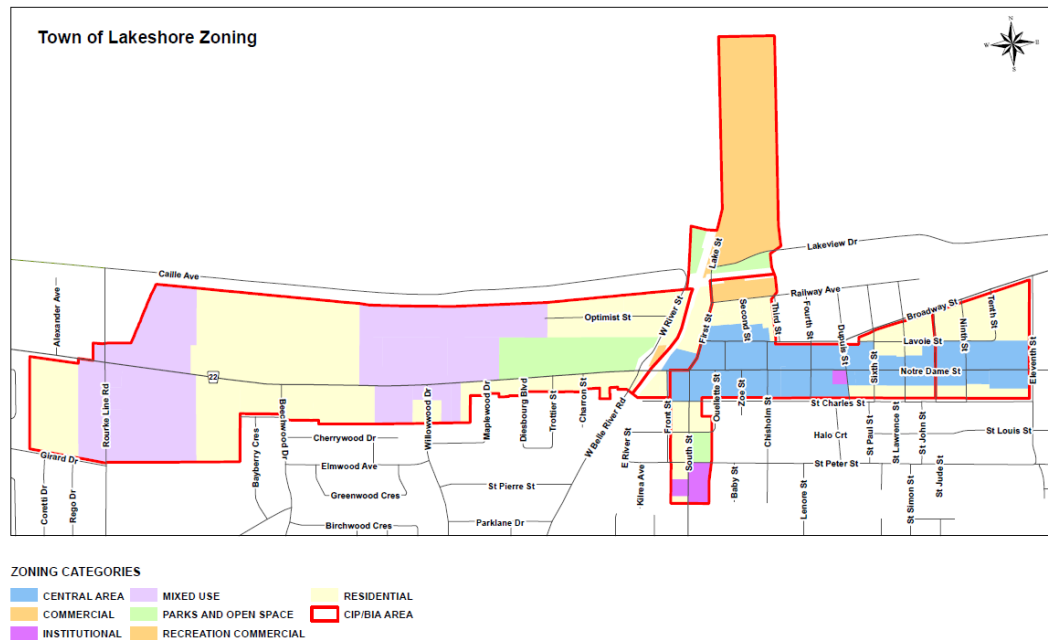 Town of Lakeshore Zoning
N
W
E
S
Lake St
Lakeview Dr
Caille Ave
Alexander Ave
Railway Ave
W River St
Optimist St
First St
Second St
Third St
Fourth St
Dupuis St
Broadway St
Tenth St
Ninth St
Lavoie St
Sixth St
Eleventh St
22
Notre Dame St
Rourke Line Rd
Beechwood Dr
Bayberry Cres
Willowwood Dr
Maplewood Dr
Diesbourg Blvd
Trottier St
Charron St
W Belle River Rd
Front St
Ouellette St
Zoe St
Chisholm St
St Charles St
Cherrywood Dr
E River St
South St
Halo Crt
St Paul St
St Lawrence St
St John St
St Louis St
Girard Dr
Elmwood Ave
St Peter St
Coretti Dr
Rego Dr
Greenwood Cres
St Pierre St
Kilrea Ave
Baby St
Lenore St
St Simon St
St Jude St
Birchwood Cres
Parklane Dr
ZONING CATEGORIES
CENTRAL AREA
MIXED USE
RESIDENTIAL
COMMERCIAL
PARKS AND OPEN SPACE
CIP/BIA AREA
INSTITUTIONAL
RECREATION COMMERCIAL